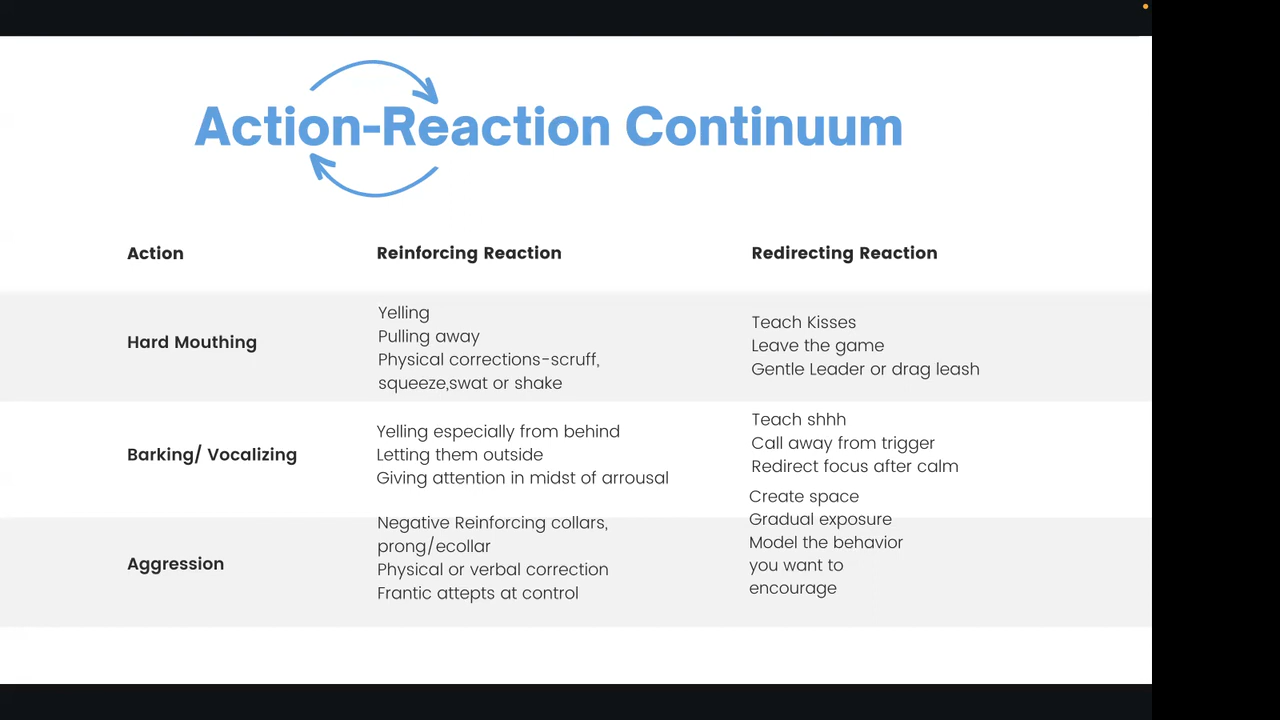 Action-Reaction Continuum
Action
Reinforcing Reaction
Redirecting Reaction
Hard Mouthing
Yelling
Pulling away
Physical corrections-scruff,
squeeze,swat or shake
Teach Kisses
Leave the game
Gentle Leader or drag leash
Barking/ Vocalizing
Yelling especially from behind
Letting them outside
Giving attention in midst of arrousal
Teach shhh
Call away from trigger
Redirect focus after calm
Aggression
Negative Reinforcing collars,
prong/ecollar
Physical or verbal correction
Frantic attepts at control
Create space
Gradual exposure
Model the behavior
you want to
encourage